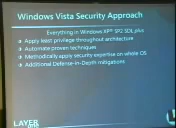 Windows Vista Security Approach
Everything in Windows XP® SP2 SDL plus
Apply least privilege throughout architecture
Automate proven techniques
Methodically apply security expertise on whole OS
Additional Defense-in-Depth mitigations
LAYER